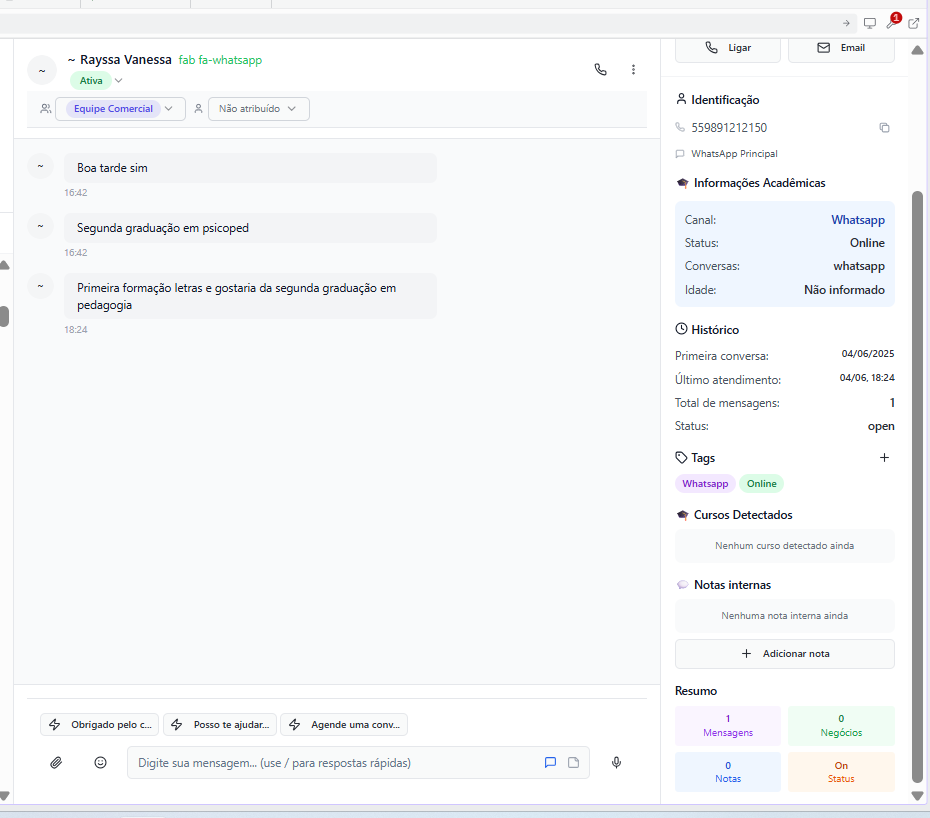 1
~ Rayssa Vanessa fab fa-whatsapp
~
Ativa
Equipe Comercial
Não atribuído
~
Boa tarde sim
16:42
~
Segunda graduação em psicoped
16:42
~
Primeira formação letras e gostaria da segunda graduação em
pedagogia
18:24
Obrigado pelo c... Posso te ajudar... Agende uma conv...
Digite sua mensagem... (use / para respostas rápidas)
Ligar Email
Identificação
559891212150
WhatsApp Principal
Informações Acadêmicas
Canal: Whatsapp
Status: Online
Conversas: whatsapp
Idade: Não informado
Histórico
Primeira conversa: 04/06/2025
Último atendimento: 04/06, 18:24
Total de mensagens: 1
Status: open
Tags
Whatsapp Online
Cursos Detectados
Nenhum curso detectado ainda
Notas internas
Nenhuma nota interna ainda
Adicionar nota
Resumo
1
Mensagens
0
Negócios
0
Notas
On
Status